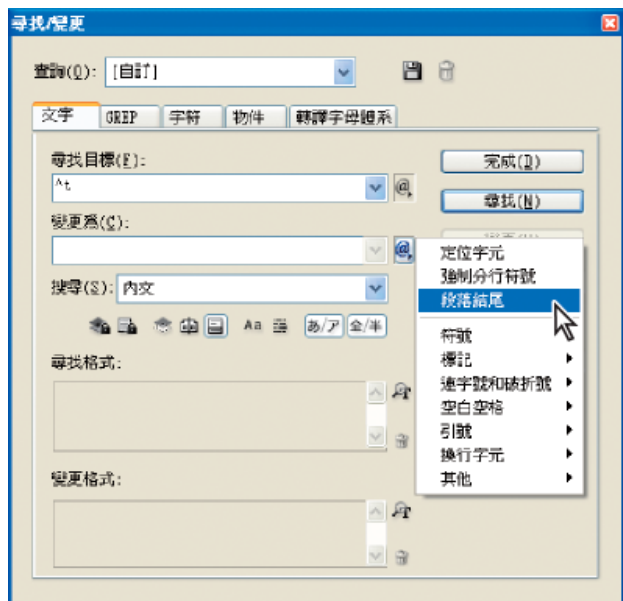 尋找/變更
查詢(Q): [自訂]
文字 GREP 字符 物件 轉譯字母體系
尋找目標(F):
^t
完成(D)
尋找(N)
變更為(C):
搜尋(S): 內文
Aa あ/ア 全/半
尋找格式:
變更格式:
定位字元
強制分行符號
段落結尾
符號
標記
連字號和破折號
空白空格
引號
換行字元
其他